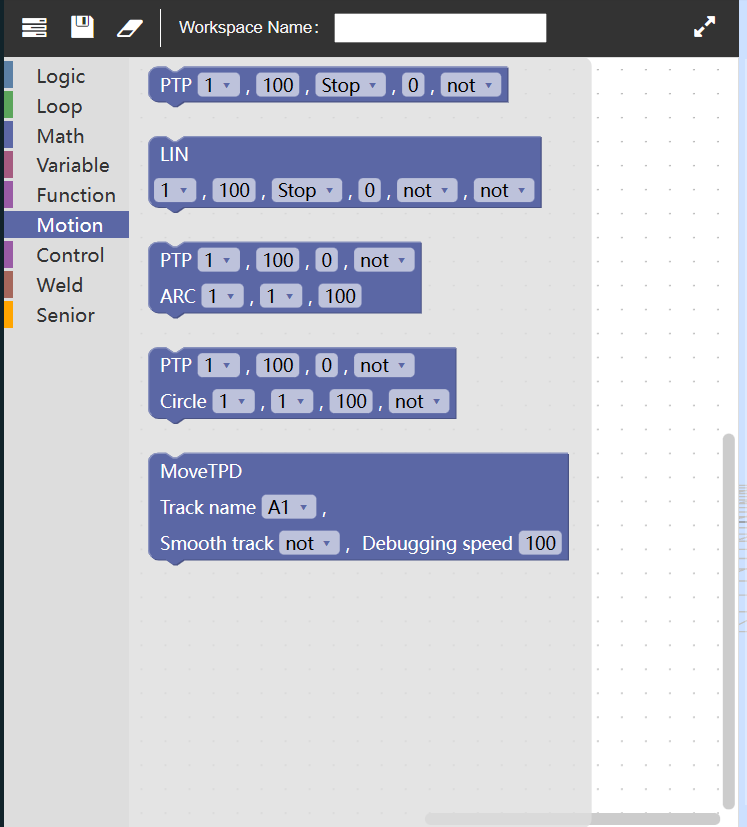 Workspace Name:
Logic
Loop
Math
Variable
Function
Motion
Control
Weld
Senior
PTP 1 , 100 , Stop , 0 , not
LIN
1 , 100 , Stop , 0 , not , not
PTP 1 , 100 , 0 , not
ARC 1 , 1 , 100
PTP 1 , 100 , 0 , not
Circle 1 , 1 , 100 , not
MoveTPD
Track name A1 ,
Smooth track not , Debugging speed 100